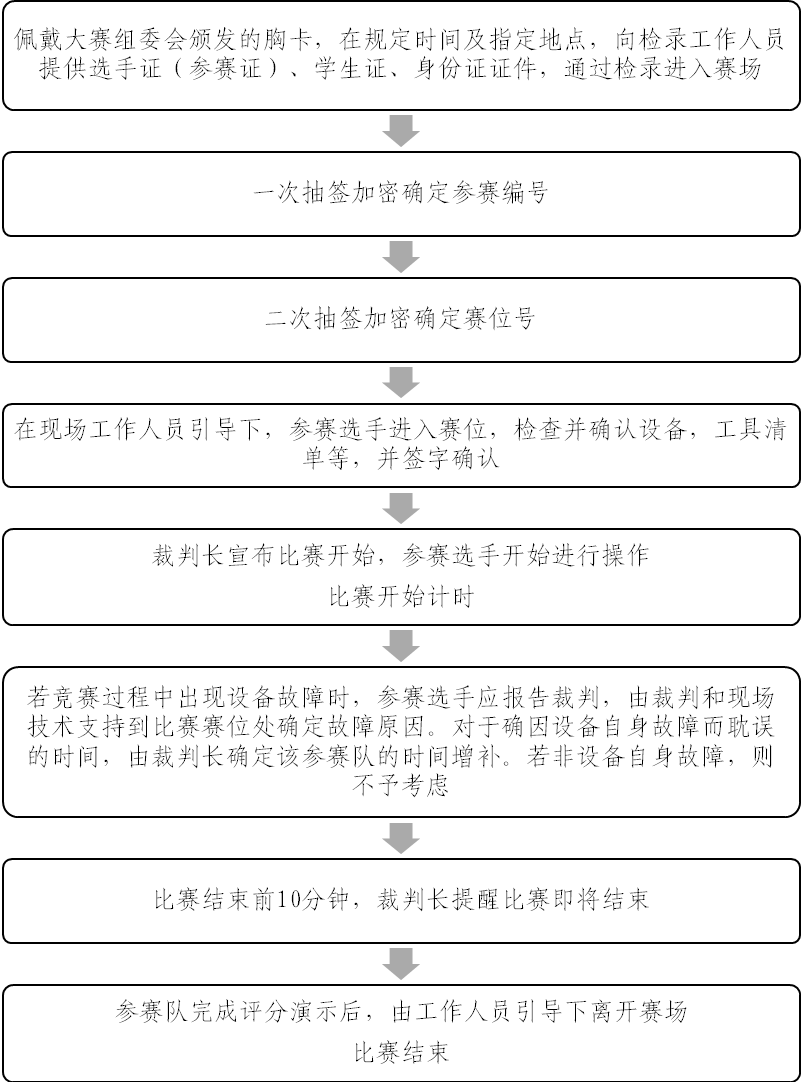 佩戴大赛组委会颁发的胸卡，在规定时间及指定地点，向检录工作人员
提供选手证（参赛证）、学生证、身份证证件，通过检录进入赛场
一次抽签加密确定参赛编号
二次抽签加密确定赛位号
在现场工作人员引导下，参赛选手进入赛位，检查并确认设备，工具清
单等，并签字确认
裁判长宣布比赛开始，参赛选手开始进行操作
比赛开始计时
若竞赛过程中出现设备故障时，参赛选手应报告裁判，由裁判和现场
技术支持到比赛赛位处确定故障原因。对于确因设备自身故障而耽误
的时间，由裁判长确定该参赛队的时间增补。若非设备自身故障，则
不予考虑
比赛结束前10分钟，裁判长提醒比赛即将结束
参赛队完成评分演示后，由工作人员引导下离开赛场
比赛结束